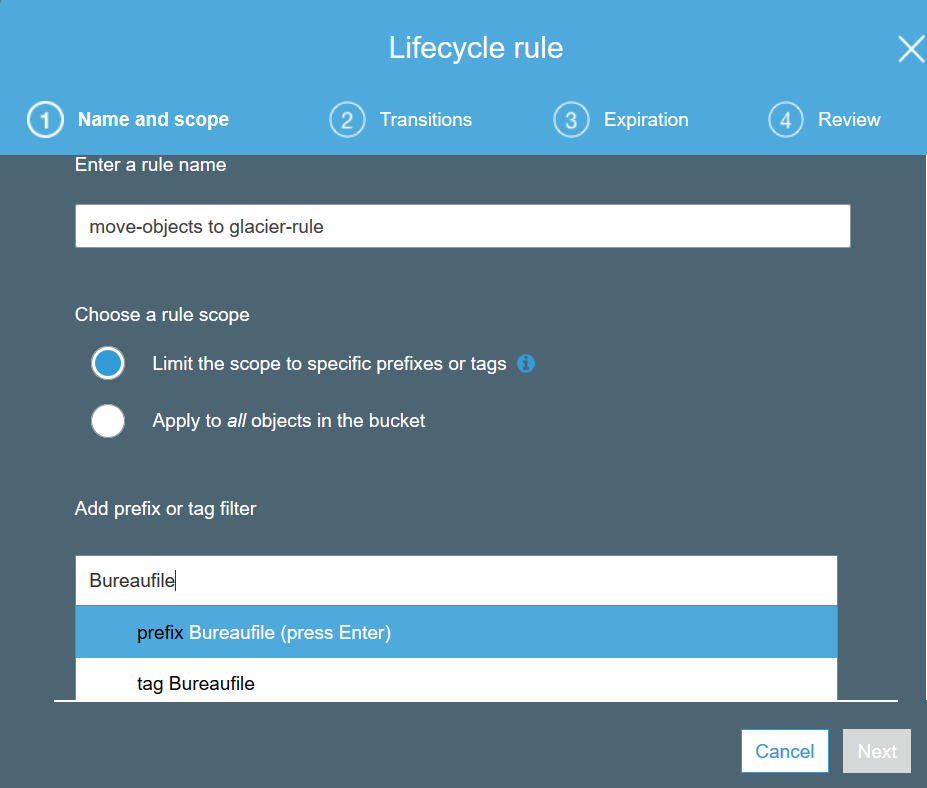 Lifecycle rule
1 Name and scope
2 Transitions
3 Expiration
4 Review
Enter a rule name
move-objects to glacier-rule
Choose a rule scope
Limit the scope to specific prefixes or tags
Apply to all objects in the bucket
Add prefix or tag filter
Bureaufile
prefix Bureaufile (press Enter)
tag Bureaufile
Cancel
Next